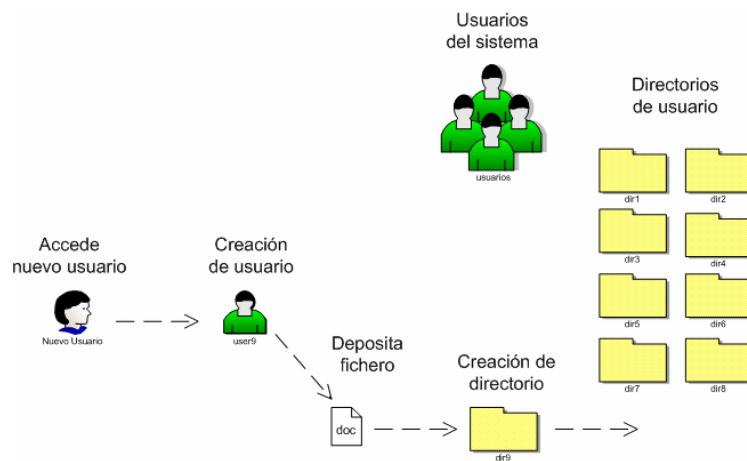 Usuarios
del sistema
usuarios
Directorios
de usuario
dir1
dir2
dir3
dir4
dir5
dir6
dir7
dir8
Accede
nuevo usuario
Nuevo Usuario
Creación
de usuario
user9
Deposita
fichero
doc
Creación de
directorio
dir9